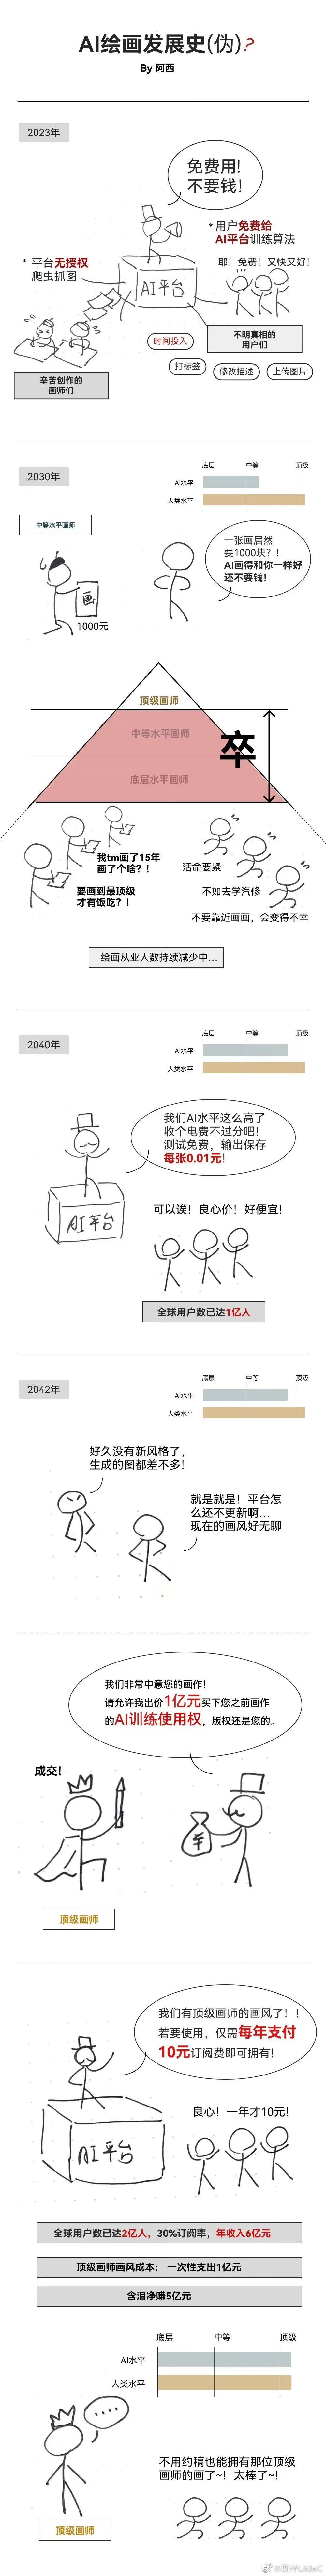 AI绘画发展史(伪)?
By 阿西
2023年
免费用!
不要钱!
* 用户免费给
AI平台训练算法
* 平台无授权
爬虫抓图
耶！免费！又快又好！
AI平台
不明真相的
用户们
时间投入
打标签
修改描述
上传图片
辛苦创作的
画师们
2030年
底层 中等 顶级
AI水平
人类水平
中等水平画师
画
1000元
一张画居然
要1000块？！
AI画得和你一样好
还不要钱!
顶级画师
中等水平画师
底层水平画师
卒
我tm画了15年
画了个啥？！
要画到最顶级
才有饭吃?！
活命要紧
不如去学汽修
不要靠近画画，会变得不幸
绘画从业人数持续减少中...
2040年
底层 中等 顶级
AI水平
人类水平
我们AI水平这么高了
收个电费不过分吧!
测试免费，输出保存
每张0.01元!
AI平台
可以诶！良心价！好便宜！
全球用户数已达1亿人
2042年
底层 中等 顶级
AI水平
人类水平
好久没有新风格了，
生成的图都差不多!
就是就是！平台怎
么还不更新啊...
现在的画风好无聊
我们非常中意您的画作!
请允许我出价1亿元买下您之前画作
的AI训练使用权，版权还是您的。
成交!
顶级画师
我们有顶级画师的画风了！！
若要使用，仅需每年支付
10元订阅费即可拥有!
AI平台
良心！一年才10元!
全球用户数已达2亿人，30%订阅率，年收入6亿元
顶级画师画风成本：一次性支出1亿元
含泪净赚5亿元
底层 中等 顶级
AI水平
人类水平
....
不用约稿也能拥有那位顶级
画师的画了~！太棒了~!
顶级画师